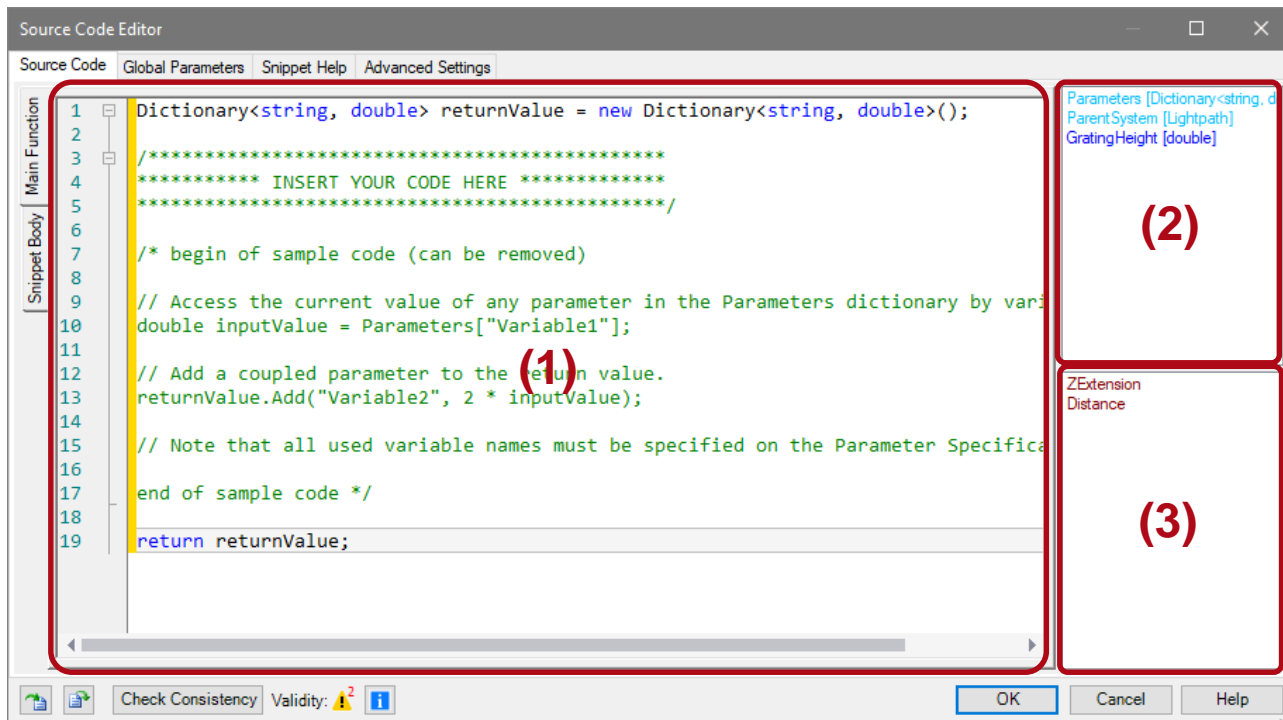 Source Code Editor
Source Code Global Parameters Snippet Help Advanced Settings
Main Function
Snippet Body
1 Dictionary<string, double> returnValue = new Dictionary<string, double>();
2
3 /**********************************************
4 *********** INSERT YOUR CODE HERE *************
5 ***********************************************/
6
7 /* begin of sample code (can be removed)
8
9 // Access the current value of any parameter in the Parameters dictionary by vari
10 double inputValue = Parameters["Variable1"];
11
12 // Add a coupled parameter to the return value.
13 returnValue.Add("Variable2", 2 * inputValue);
14
15 // Note that all used variable names must be specified on the Parameter Specifica
16
17 end of sample code */
18
19 return returnValue;
(1)
Parameters [Dictionary<string, d
ParentSystem [Lightpath]
GratingHeight [double]
(2)
ZExtension
Distance
(3)
Check Consistency Validity: 2 i OK Cancel Help